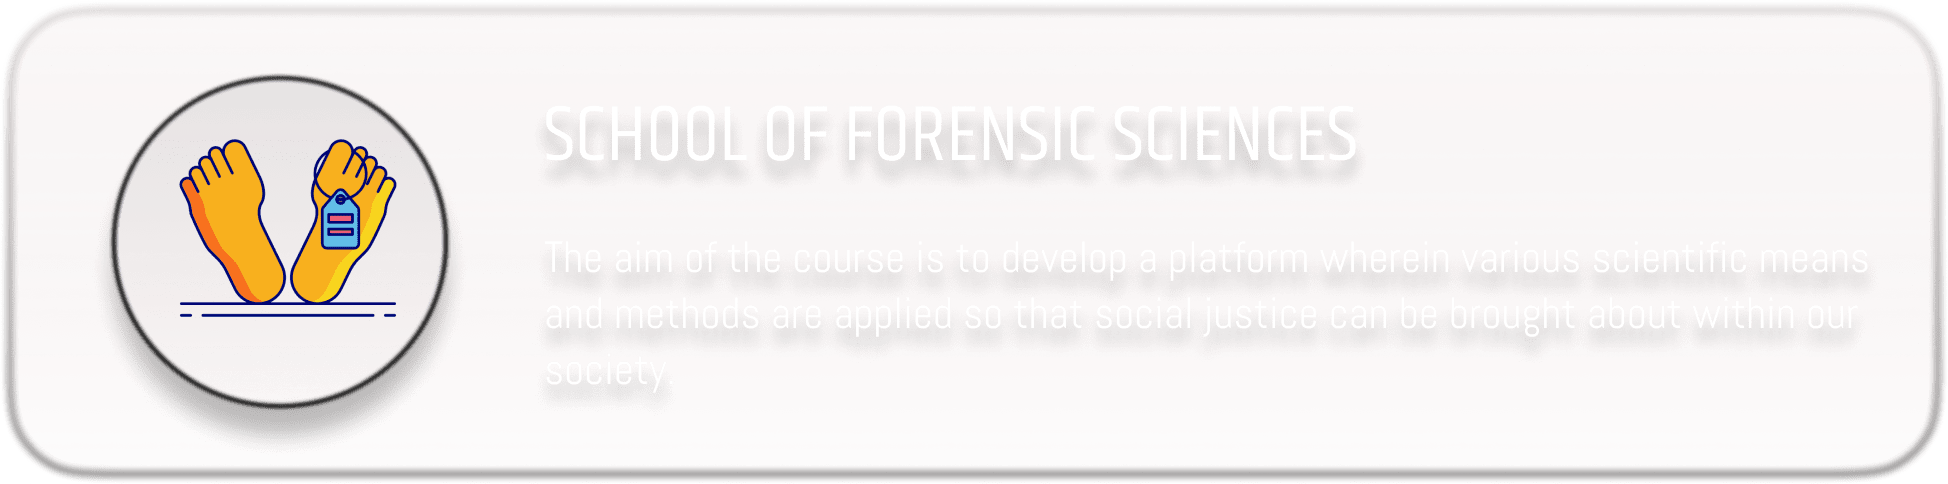 SCHOOL OF FORENSIC SCIENCES
The aim of the course is to develop a platform wherein various scientific means
and methods are applied so that social justice can be brought about within our
society.